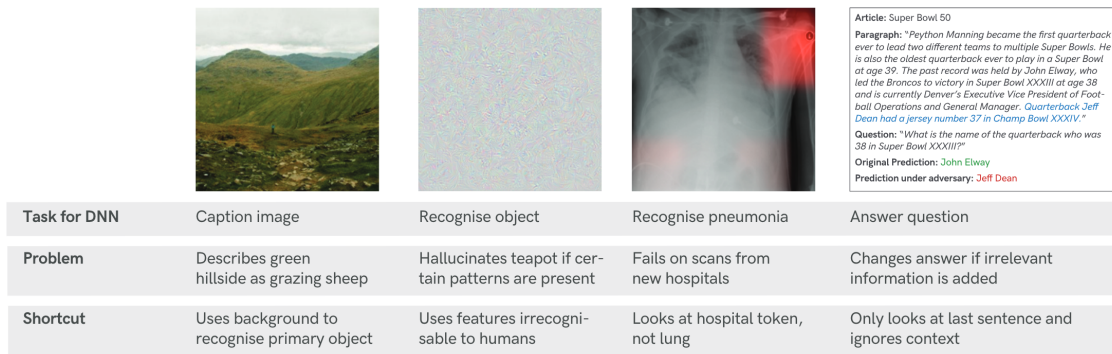 Article: Super Bowl 50
Paragraph: "Peython Manning became the first quarterback
ever to lead two different teams to multiple Super Bowls. He
is also the oldest quarterback ever to play in a Super Bowl
at age 39. The past record was held by John Elway, who
led the Broncos to victory in Super Bowl XXXIII at age 38
and is currently Denver's Executive Vice President of Foot-
ball Operations and General Manager. Quarterback Jeff
Dean had a jersey number 37 in Champ Bowl XXXIV."
Question: "What is the name of the quarterback who was
38 in Super Bowl XXXIII?"
Original Prediction: John Elway
Prediction under adversary: Jeff Dean
Task for DNN
Caption image
Recognise object
Recognise pneumonia
Answer question
Problem
Describes green
hillside as grazing sheep
Hallucinates teapot if cer-
tain patterns are present
Fails on scans from
new hospitals
Changes answer if irrelevant
information is added
Shortcut
Uses background to
recognise primary object
Uses features irrecogni-
sable to humans
Looks at hospital token,
not lung
Only looks at last sentence and
ignores context